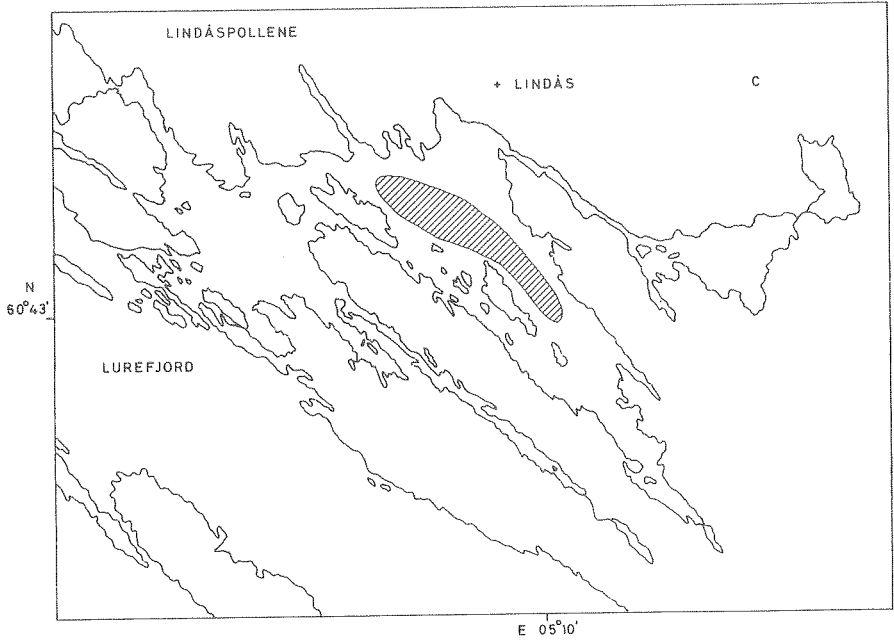 LINDÅSPOLLENE
+ LINDÅS
C
N
60°43'
LUREFJORD
E 05°10'